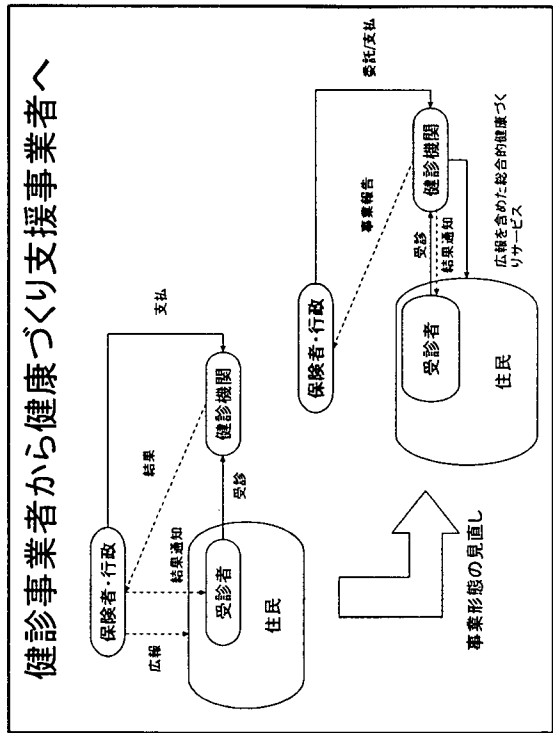 健診事業者から健康づくり支援事業者へ
保険者・行政
支払
広報
結果通知
結果
受診者
受診
健診機関
住民
事業形態の見直し
保険者・行政
委託/支払
事業報告
受診者
受診
結果通知
健診機関
住民
広報を含めた総合的健康づく
りサービス